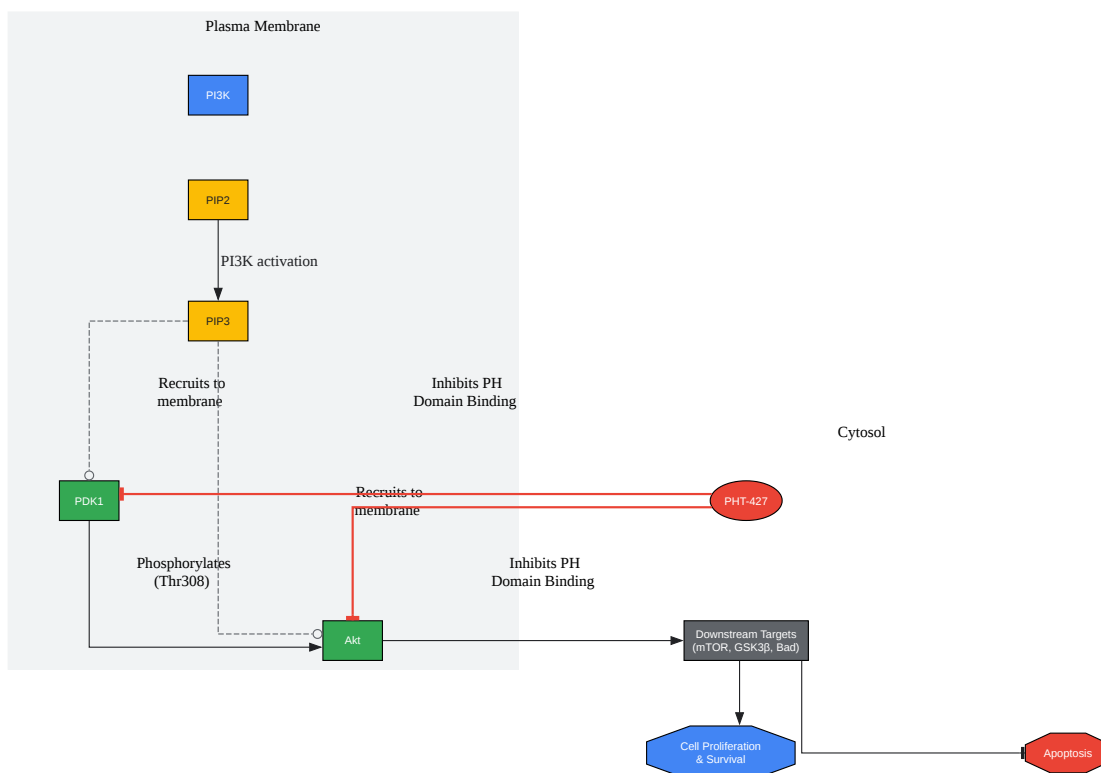 Plasma Membrane
PI3K
PIP2
PI3K activation
PIP3
Recruits to
membrane
Inhibits PH
Domain Binding
Cytosol
PDK1
Recruits to
membrane
PHT-427
Phosphorylates
(Thr308)
Inhibits PH
Domain Binding
Akt
Downstream Targets
(mTOR, GSK3β, Bad)
Cell Proliferation
& Survival
Apoptosis